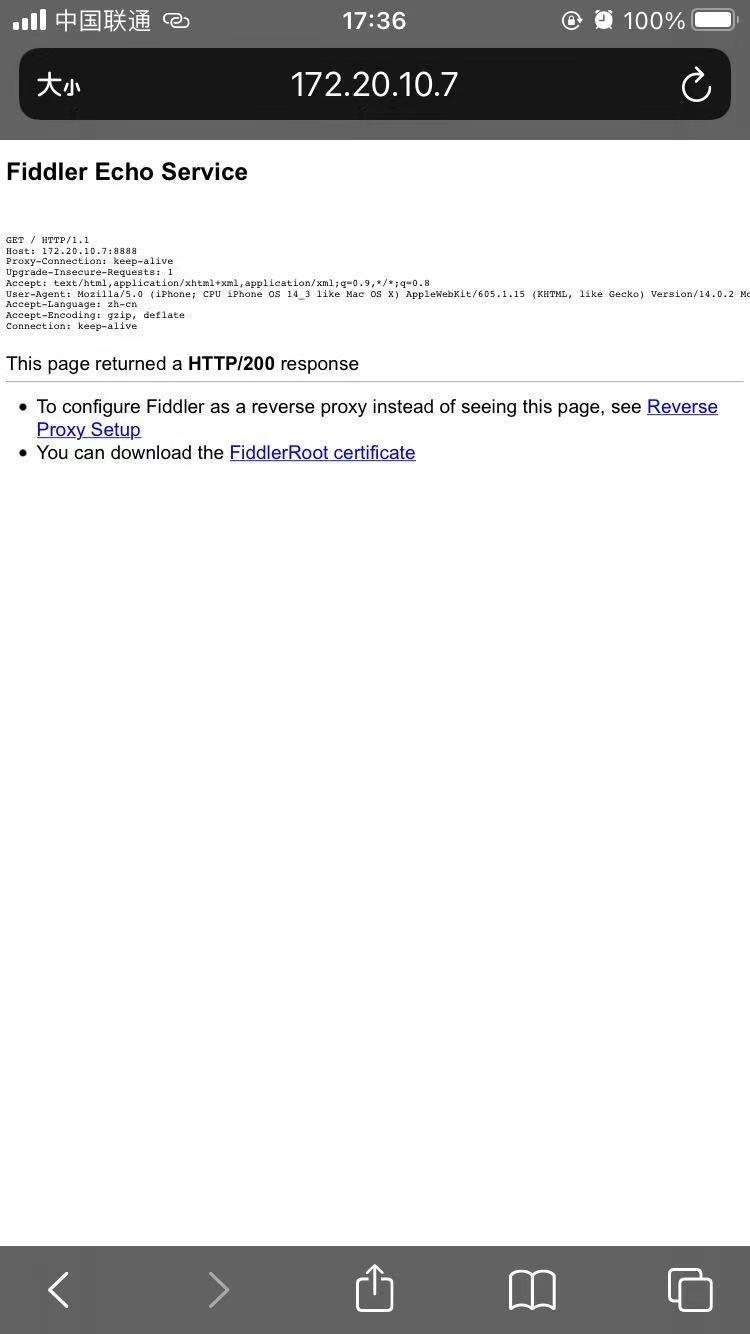 中国联通 17:36 100%
大小 172.20.10.7
Fiddler Echo Service
GET / HTTP/1.1
Host: 172.20.10.7:8888
Proxy-Connection: keep-alive
Upgrade-Insecure-Requests: 1
Accept: text/html,application/xhtml+xml,application/xml;q=0.9,*/*;q=0.8
User-Agent: Mozilla/5.0 (iPhone; CPU iPhone OS 14_3 like Mac OS X) AppleWebKit/605.1.15 (KHTML, like Gecko) Version/14.0.2 Mo
Accept-Language: zh-cn
Accept-Encoding: gzip, deflate
Connection: keep-alive
This page returned a HTTP/200 response
• To configure Fiddler as a reverse proxy instead of seeing this page, see Reverse
Proxy Setup
• You can download the FiddlerRoot certificate